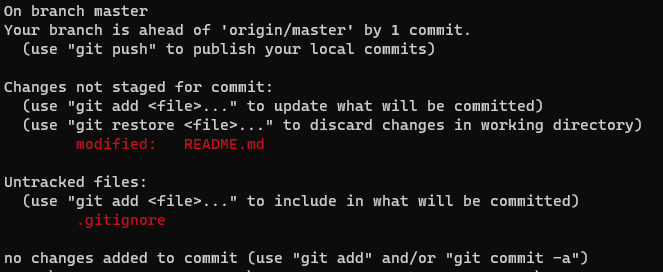 On branch master
Your branch is ahead of 'origin/master' by 1 commit.
  (use "git push" to publish your local commits)

Changes not staged for commit:
  (use "git add <file>..." to update what will be committed)
  (use "git restore <file>..." to discard changes in working directory)
        modified:   README.md

Untracked files:
  (use "git add <file>..." to include in what will be committed)
        .gitignore

no changes added to commit (use "git add" and/or "git commit -a")